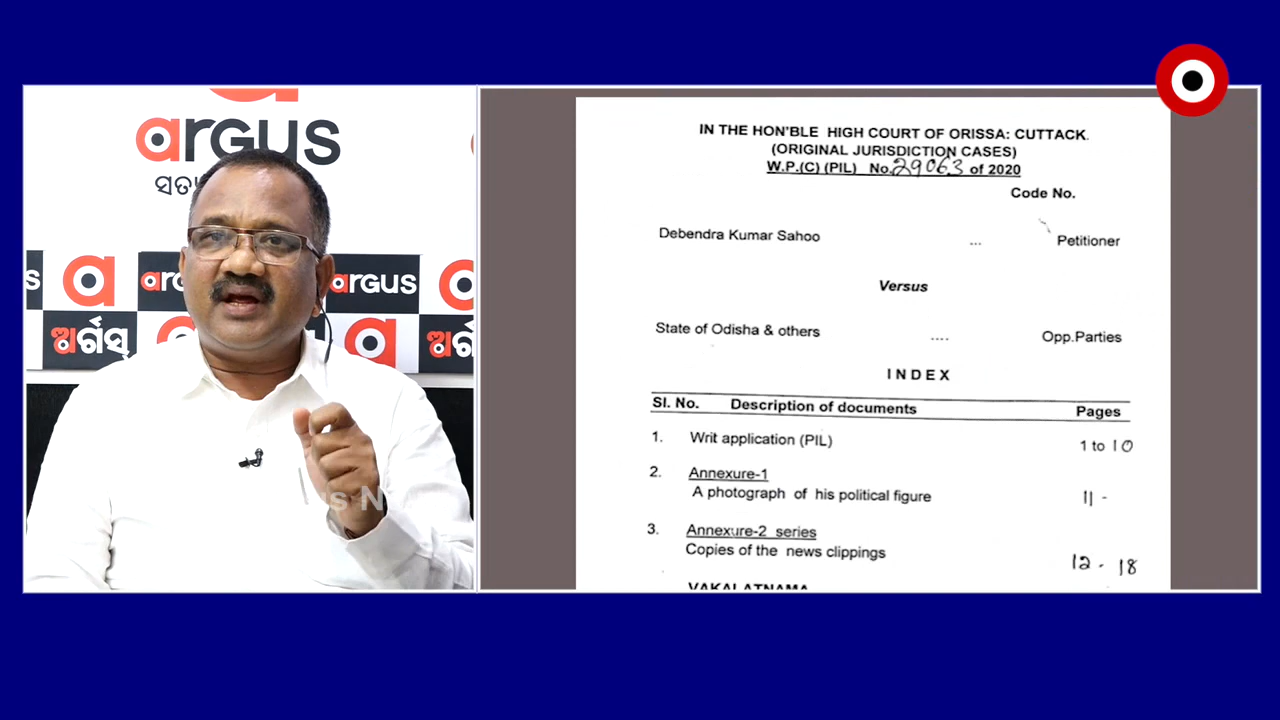 argus
ସତ୍ୟ
argus
argus
ଅର୍ଗସ୍
ଅର୍ଗ
IN THE HON'BLE HIGH COURT OF ORISSA: CUTTACK.
(ORIGINAL JURISDICTION CASES)
W.P.(C) (PIL) No.29063 of 2020
Code No.
Debendra Kumar Sahoo ... Petitioner
Versus
State of Odisha & others .... Opp.Parties
INDEX
Sl. No. Description of documents Pages
1. Writ application (PIL) 1 to 10
2. Annexure-1
A photograph of his political figure 11 -
3. Annexure-2 series
Copies of the news clippings 12 - 18
VAKALATNAMA